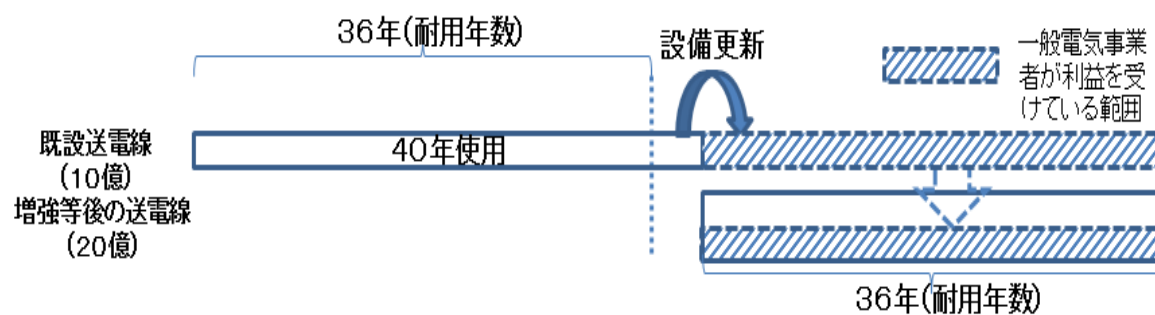 36年(耐用年数)
設備更新
一般電気事業
者が利益を受
けている範囲
既設送電線
(10億)
40年使用
増強等後の送電線
(20億)
36年(耐用年数)